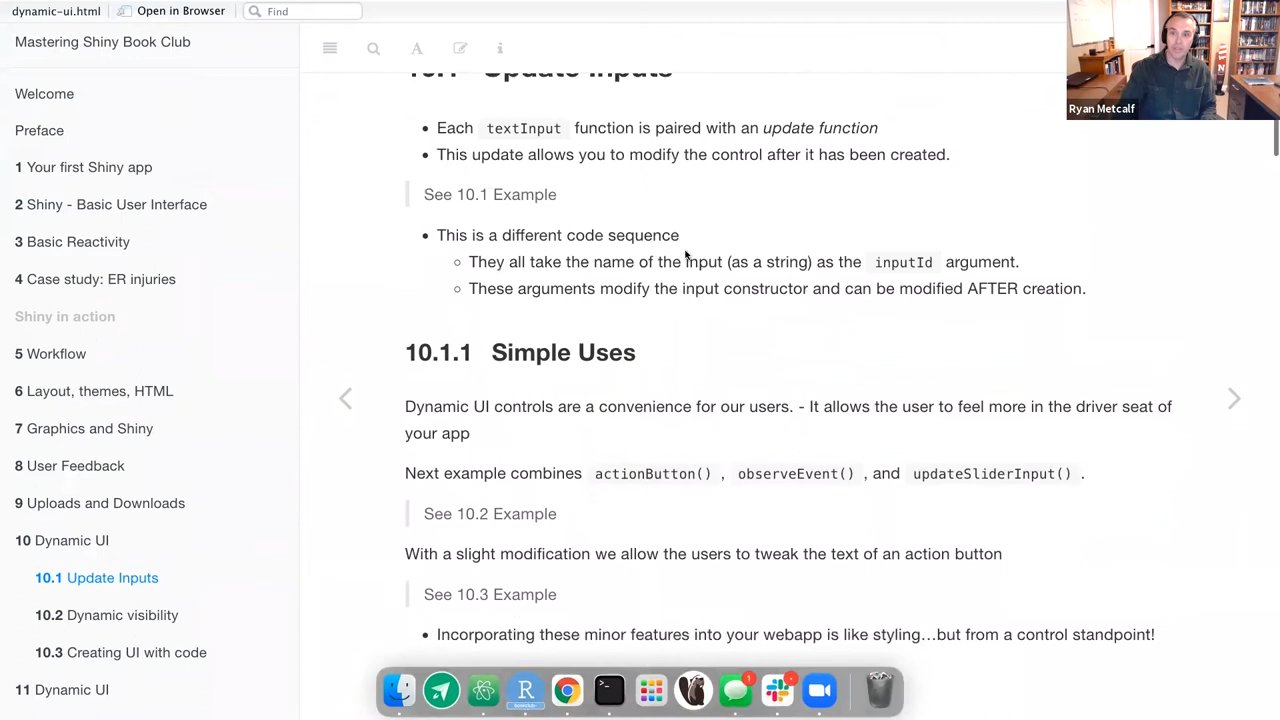 dynamic-ui.html
Open in Browser
Find
Mastering Shiny Book Club
Welcome
Preface
1 Your first Shiny app
2 Shiny - Basic User Interface
3 Basic Reactivity
4 Case study: ER injuries
Shiny in action
5 Workflow
6 Layout, themes, HTML
7 Graphics and Shiny
8 User Feedback
9 Uploads and Downloads
10 Dynamic UI
10.1 Update Inputs
10.2 Dynamic visibility
10.3 Creating UI with code
11 Dynamic UI
10.1 Update Inputs
• Each textInput function is paired with an update function
• This update allows you to modify the control after it has been created.
See 10.1 Example
• This is a different code sequence
◦ They all take the name of the input (as a string) as the inputId argument.
◦ These arguments modify the input constructor and can be modified AFTER creation.
10.1.1 Simple Uses
Dynamic UI controls are a convenience for our users. - It allows the user to feel more in the driver seat of
your app
Next example combines actionButton() , observeEvent() , and updateSliderInput() .
See 10.2 Example
With a slight modification we allow the users to tweak the text of an action button
See 10.3 Example
• Incorporating these minor features into your webapp is like styling…but from a control standpoint!
Ryan Metcalf
R
>_
1